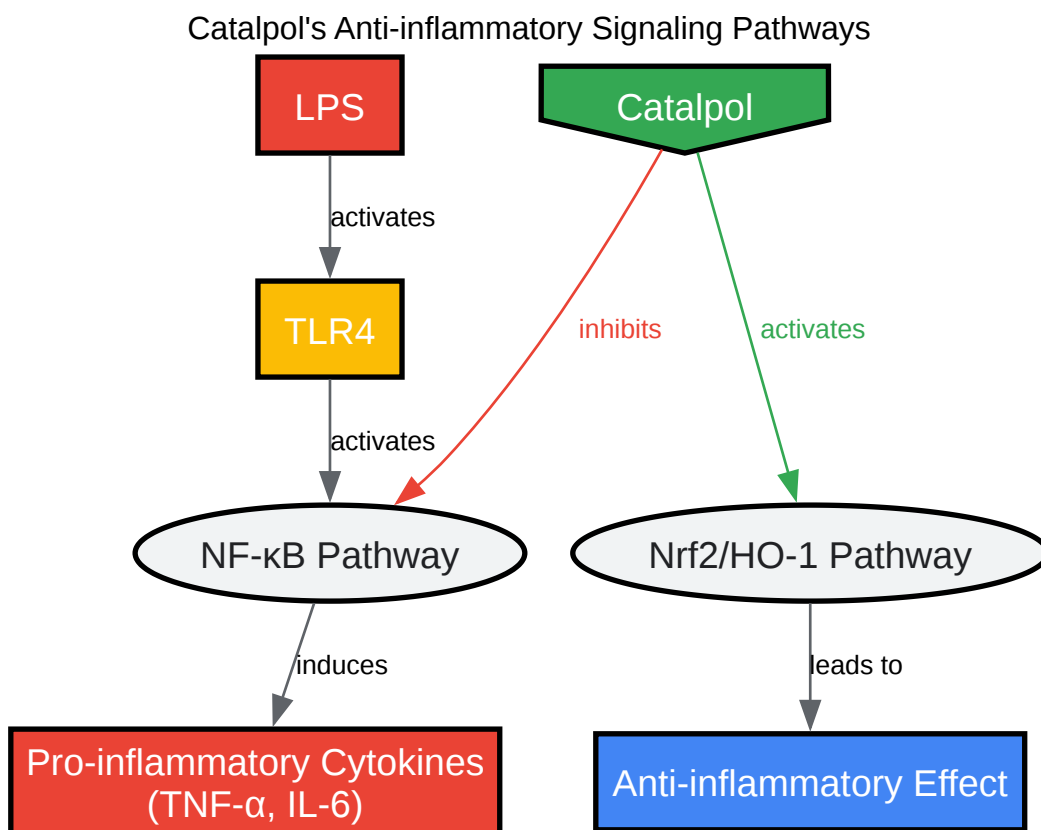 Catalpol's Anti-inflammatory Signaling Pathways
LPS
Catalpol
activates
TLR4
inhibits
activates
activates
NF-κB Pathway
Nrf2/HO-1 Pathway
induces
leads to
Pro-inflammatory Cytokines
(TNF-α, IL-6)
Anti-inflammatory Effect